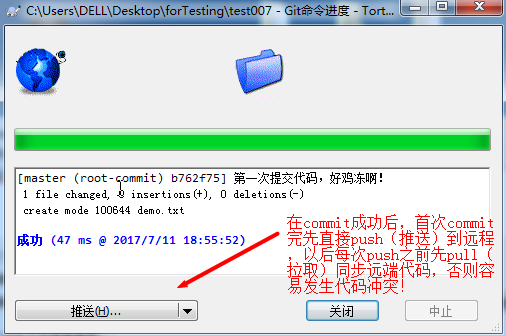 C:\Users\DELL\Desktop\forTesting\test007 - Git命令进度 - Tort...
[master (root-commit) b762f75] 第一次提交代码，好鸡冻啊!
1 file changed, 0 insertions(+), 0 deletions(-)
create mode 100644 demo.txt
成功 (47 ms @ 2017/7/11 18:55:52)
在commit成功后，首次commit
完先直接push（推送）到远程
，以后每次push之前先pull（
拉取）同步远端代码，否则容
易发生代码冲突!
推送(H)...
关闭
中止